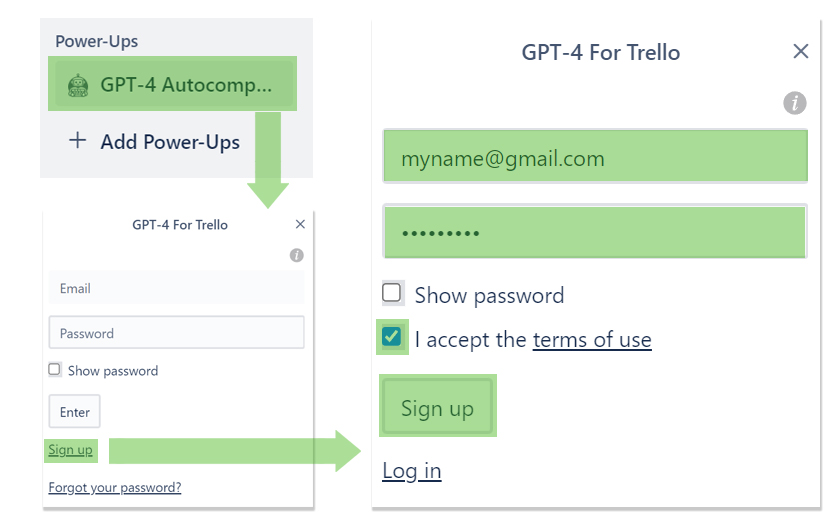 Power-Ups
GPT-4 Autocomp...
+ Add Power-Ups
GPT-4 For Trello
Email
Password
Show password
Enter
Sign up
Forgot your password?
GPT-4 For Trello
myname@gmail.com
•••••••••
Show password
I accept the terms of use
Sign up
Log in